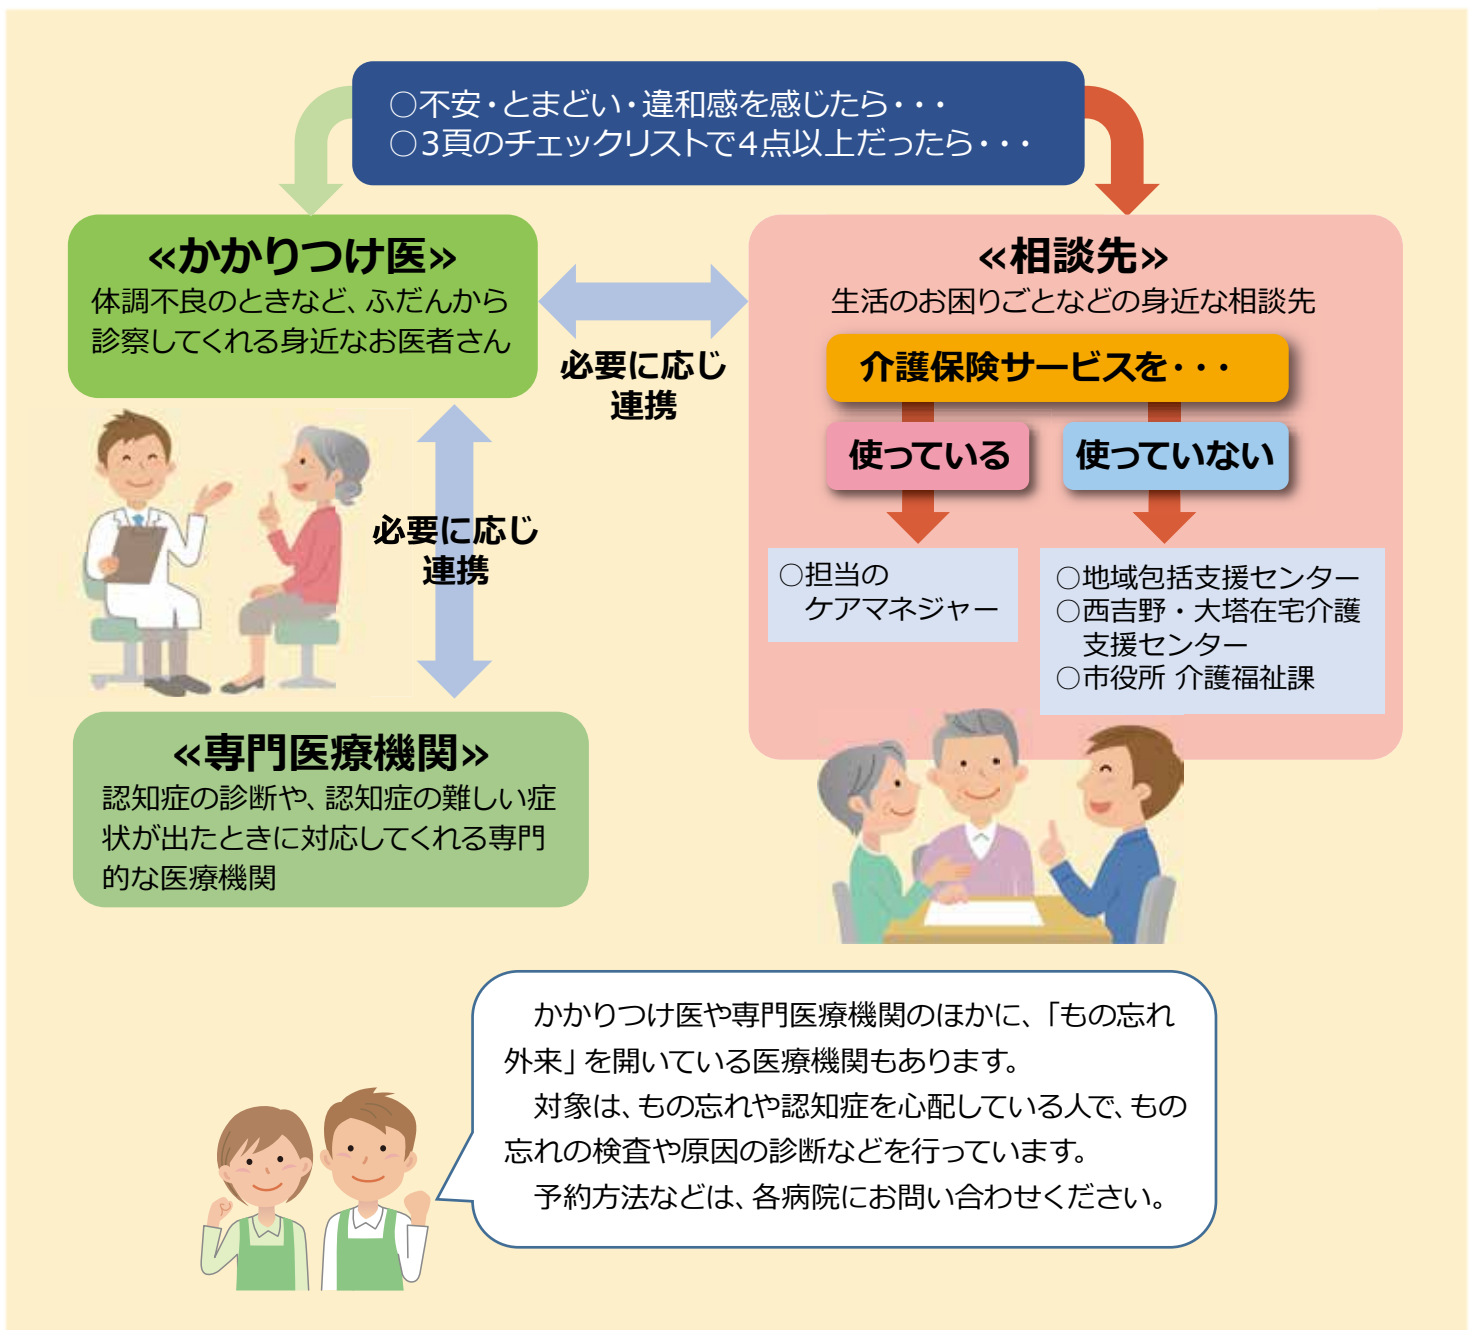 ○不安・とまどい・違和感を感じたら・・・
○3頁のチェックリストで4点以上だったら・・・
≪かかりつけ医≫
体調不良のときなど、ふだんから
診察してくれる身近なお医者さん
必要に応じ
連携
≪相談先≫
生活のお困りごとなどの身近な相談先
介護保険サービスを・・・
使っている
使っていない
○担当の
ケアマネジャー
○地域包括支援センター
○西吉野・大塔在宅介護
支援センター
○市役所 介護福祉課
必要に応じ
連携
≪専門医療機関≫
認知症の診断や、認知症の難しい症
状が出たときに対応してくれる専門
的な医療機関
かかりつけ医や専門医療機関のほかに、「もの忘れ
外来」を開いている医療機関もあります。
対象は、もの忘れや認知症を心配している人で、もの
忘れの検査や原因の診断などを行っています。
予約方法などは、各病院にお問い合わせください。